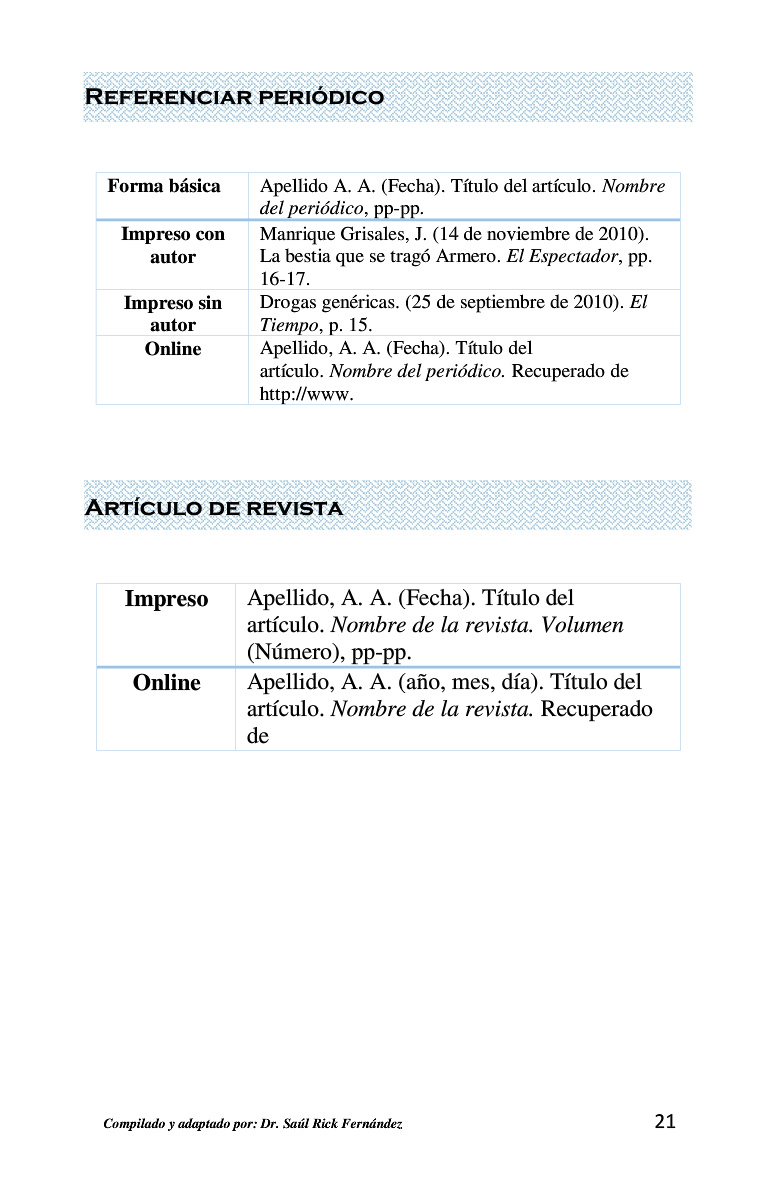 REFERENCIAR PERIÓDICO
Forma básica
Apellido A. A. (Fecha). Título del artículo. Nombre
del periódico, pp-pp.
Impreso con
autor
Manrique Grisales, J. (14 de noviembre de 2010).
La bestia que se tragó Armero. El Espectador, pp.
16-17.
Impreso sin
autor
Drogas genéricas. (25 de septiembre de 2010). El
Tiempo, p. 15.
Online
Apellido, A. A. (Fecha). Título del
artículo. Nombre del periódico. Recuperado de
http://www.
ARTÍCULO DE REVISTA
Impreso
Apellido, A. A. (Fecha). Título del
artículo. Nombre de la revista. Volumen
(Número), pp-pp.
Online
Apellido, A. A. (año, mes, día). Título del
artículo. Nombre de la revista. Recuperado
de
Compilado y adaptado por: Dr. Saúl Rick Fernández
21